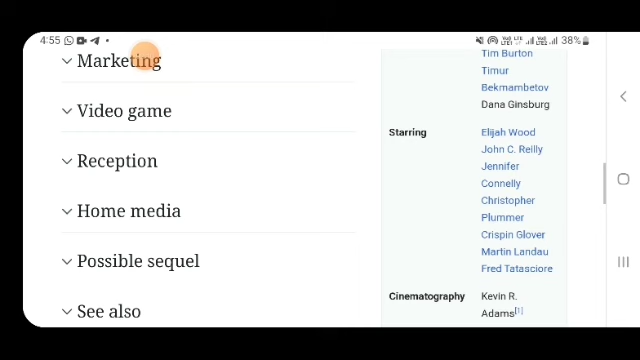 4:55
38%
Marketing
Video game
Reception
Home media
Possible sequel
See also
Tim Burton
Timur
Bekmambetov
Dana Ginsburg
Starring
Elijah Wood
John C. Reilly
Jennifer
Connelly
Christopher
Plummer
Crispin Glover
Martin Landau
Fred Tatasciore
Cinematography
Kevin R.
Adams[1]